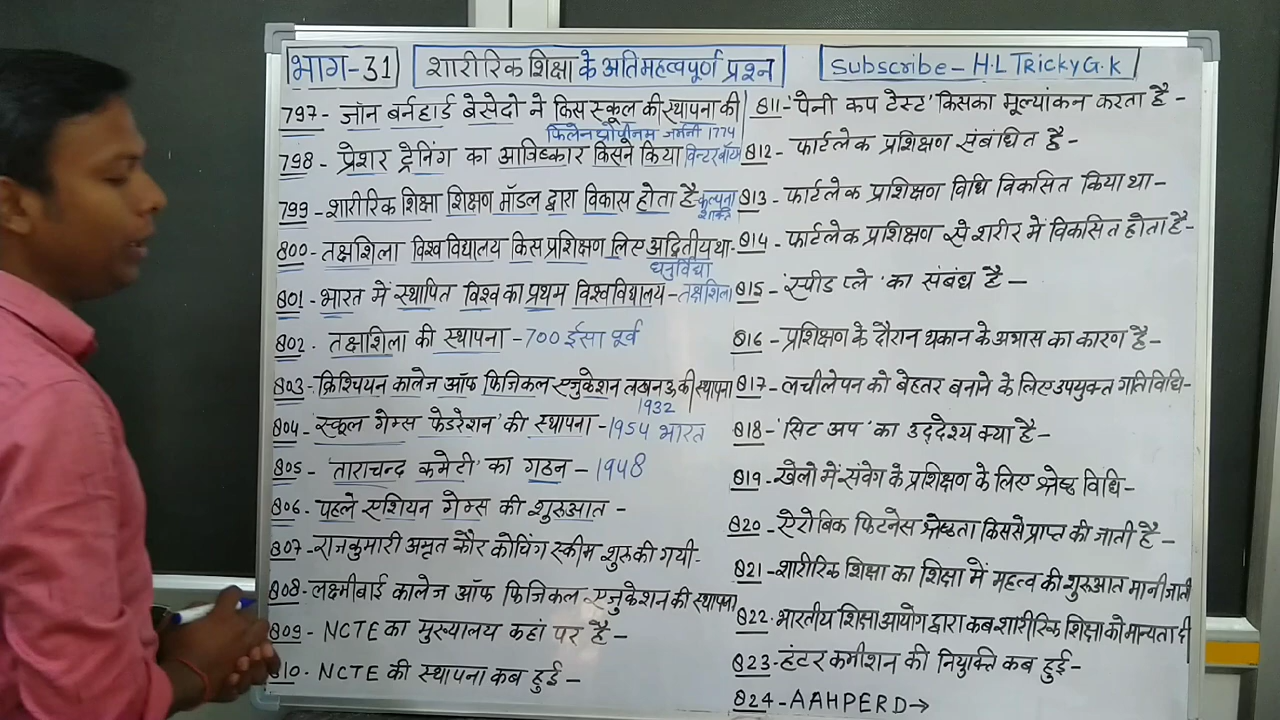 भाग-31
शारीरिक शिक्षा के अतिमहत्वपूर्ण प्रश्न
Subscribe - H.L Tricky G.K
797 - जॉन बर्नहार्ड बेसेदो ने किस स्कूल की स्थापना की
फिलेनथ्रोपीनम जर्मनी 1774
798 - प्रेशर ट्रेनिंग का आविष्कार किसने किया विन्टरबॉटम
799 - शारीरिक शिक्षा शिक्षण मॉडल द्वारा विकास होता है - कल्पना शक्ति
800 - तक्षशिला विश्वविद्यालय किस प्रशिक्षण लिए अद्वितीय था -
धनुर्विद्या
801 - भारत में स्थापित विश्व का प्रथम विश्वविद्यालय - तक्षशिला
802. तक्षशिला की स्थापना - 700 ईसा पूर्व
803 - क्रिश्चियन कालेज ऑफ फिजिकल एजुकेशन लखनऊ की स्थापना
1932
804 - 'स्कूल गेम्स फेडरेशन' की स्थापना - 1954 भारत
805 - 'ताराचन्द कमेटी' का गठन - 1948
806 - पहले एशियन गेम्स की शुरुआत -
807 - राजकुमारी अमृत कौर कोचिंग स्कीम शुरू की गयी -
808 - लक्ष्मीबाई कालेज ऑफ फिजिकल एजुकेशन की स्थापना
809 - NCTE का मुख्यालय कहां पर है -
810 - NCTE की स्थापना कब हुई -
811 - 'पेनी कप टेस्ट' किसका मूल्यांकन करता है -
812 - फार्टलेक प्रशिक्षण संबंधित है -
813 - फार्टलेक प्रशिक्षण विधि विकसित किया था -
814 - फार्टलेक प्रशिक्षण से शरीर में विकसित होता है -
815 - 'स्पीड प्ले' का संबंध है -
816 - प्रशिक्षण के दौरान थकान के अभास का कारण है -
817 - लचीलेपन को बेहतर बनाने के लिए उपयुक्त गतिविधि -
818 - 'सिट अप' का उद्देश्य क्या है -
819 - खेलो में संवेग के प्रशिक्षण के लिए श्रेष्ठ विधि -
820 - ऐरोबिक फिटनेस श्रेष्ठता किससे प्राप्त की जाती है -
821 - शारीरिक शिक्षा का शिक्षा में महत्व की शुरुआत मानी जाती
822 - भारतीय शिक्षा आयोग द्वारा कब शारीरिक शिक्षा को मान्यता दी
823 - हंटर कमीशन की नियुक्ति कब हुई -
824 - AAHPERD →